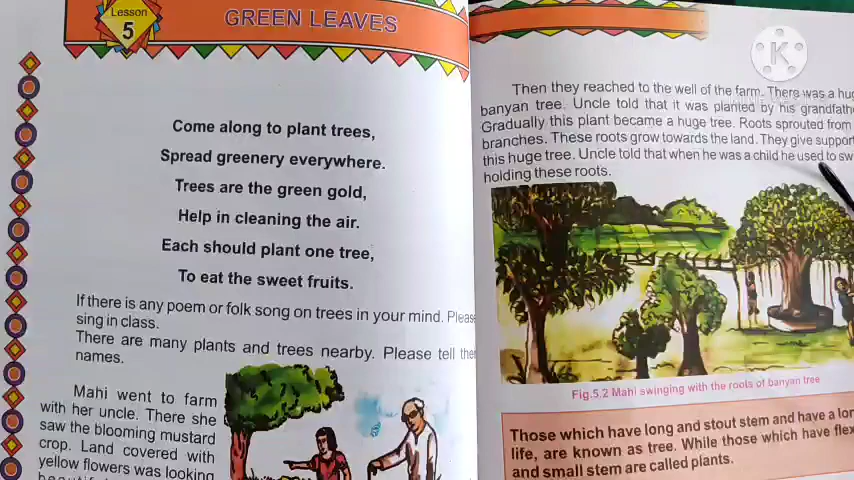 Lesson
5
GREEN LEAVES
Come along to plant trees,
Spread greenery everywhere.
Trees are the green gold,
Help in cleaning the air.
Each should plant one tree,
To eat the sweet fruits.
If there is any poem or folk song on trees in your mind. Please
sing in class.
There are many plants and trees nearby. Please tell
names.
Mahi went to farm
with her uncle. There she
saw the blooming mustard
crop. Land covered with
yellow flowers was looking
Then they reached to the well of the farm. There was a
banyan tree. Uncle told that it was planted by his
Gradually this plant became a huge tree. Roots sprouted from
branches. These roots grow towards the land. They give
this huge tree. Uncle told that when he was a child he used to
holding these roots.
Fig.5.2 Mahi swinging with the roots of banyan tree
Those which have long and stout stem and have a
life, are known as tree. While those which have
and small stem are called plants.
K
KINEMASTER